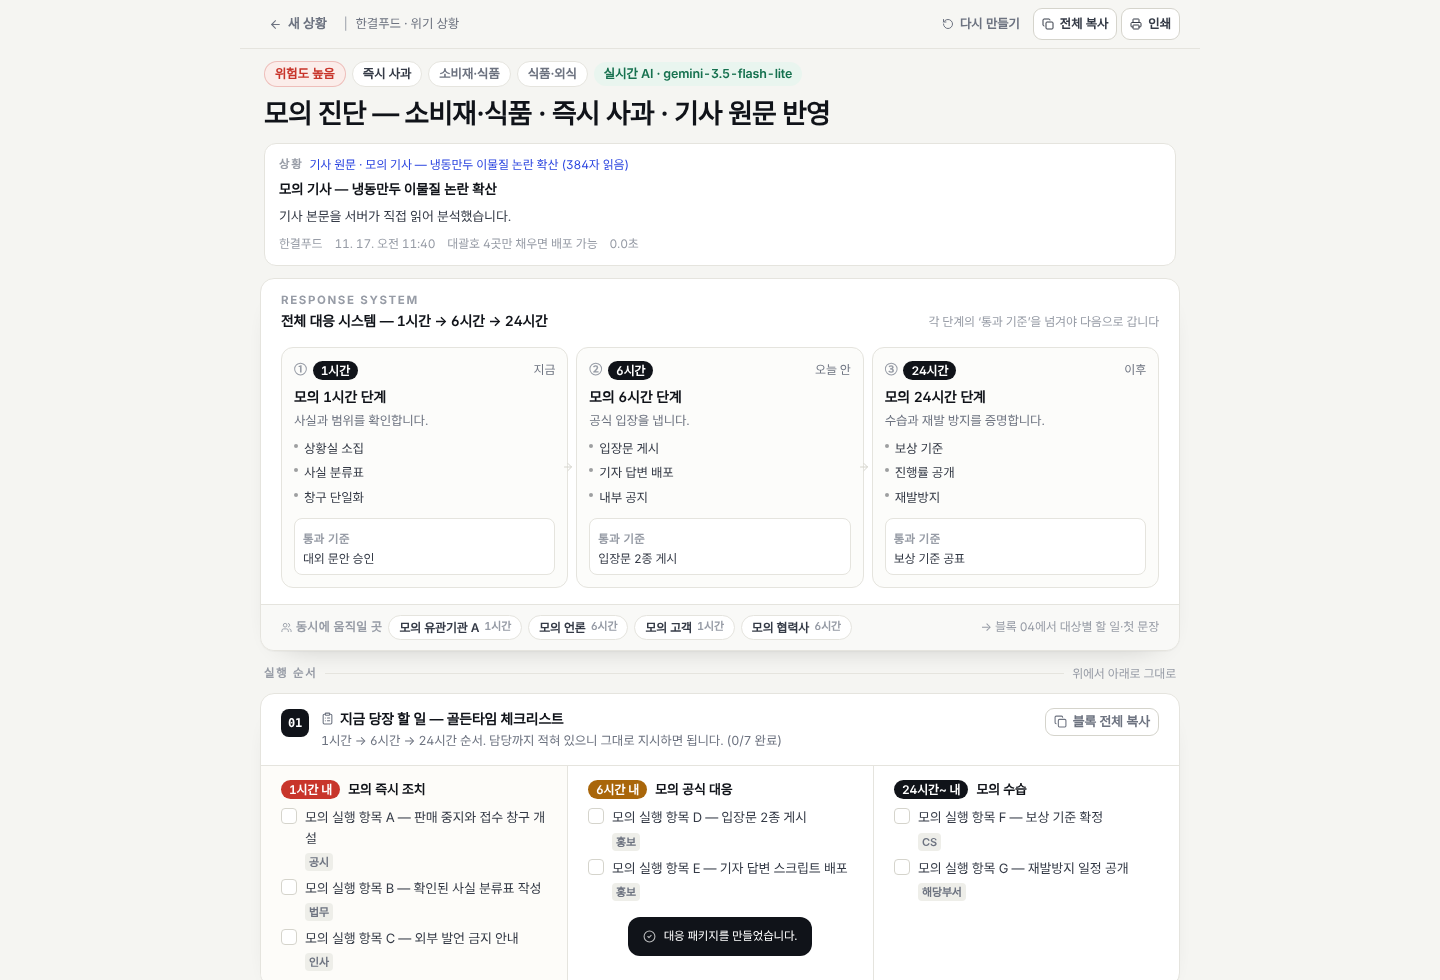 새 상황 | 한결푸드 · 위기 상황
다시 만들기 전체 복사 인쇄
위험도 높음 즉시 사과 소비재·식품 식품·외식 실시간 AI · gemini-3.5-flash-lite
모의 진단 — 소비재·식품 · 즉시 사과 · 기사 원문 반영
상황 기사 원문 · 모의 기사 — 냉동만두 이물질 논란 확산 (384자 읽음)
모의 기사 — 냉동만두 이물질 논란 확산
기사 본문을 서버가 직접 읽어 분석했습니다.
한결푸드 11. 17. 오전 11:40 대괄호 4곳만 채우면 배포 가능 0.0초
RESPONSE SYSTEM
전체 대응 시스템 — 1시간 → 6시간 → 24시간
각 단계의 '통과 기준'을 넘겨야 다음으로 갑니다
① 1시간 지금
모의 1시간 단계
사실과 범위를 확인합니다.
상황실 소집
사실 분류표
창구 단일화
통과 기준
대외 문안 승인
→
② 6시간 오늘 안
모의 6시간 단계
공식 입장을 냅니다.
입장문 게시
기자 답변 배포
내부 공지
통과 기준
입장문 2종 게시
→
③ 24시간 이후
모의 24시간 단계
수습과 재발 방지를 증명합니다.
보상 기준
진행률 공개
재발방지
통과 기준
보상 기준 공표
동시에 움직일 곳 모의 유관기관 A 1시간 모의 언론 6시간 모의 고객 1시간 모의 협력사 6시간
→ 블록 04에서 대상별 할 일·첫 문장
실행 순서
위에서 아래로 그대로
01 지금 당장 할 일 — 골든타임 체크리스트
1시간 → 6시간 → 24시간 순서. 담당까지 적혀 있으니 그대로 지시하면 됩니다. (0/7 완료)
블록 전체 복사
1시간 내 모의 즉시 조치
모의 실행 항목 A — 판매 중지와 접수 창구 개
설
공시
모의 실행 항목 B — 확인된 사실 분류표 작성
법무
모의 실행 항목 C — 외부 발언 금지 안내
인사
6시간 내 모의 공식 대응
모의 실행 항목 D — 입장문 2종 게시
홍보
모의 실행 항목 E — 기자 답변 스크립트 배포
홍보
24시간~ 내 모의 수습
모의 실행 항목 F — 보상 기준 확정
CS
모의 실행 항목 G — 재발방지 일정 공개
해당부서
대응 패키지를 만들었습니다.